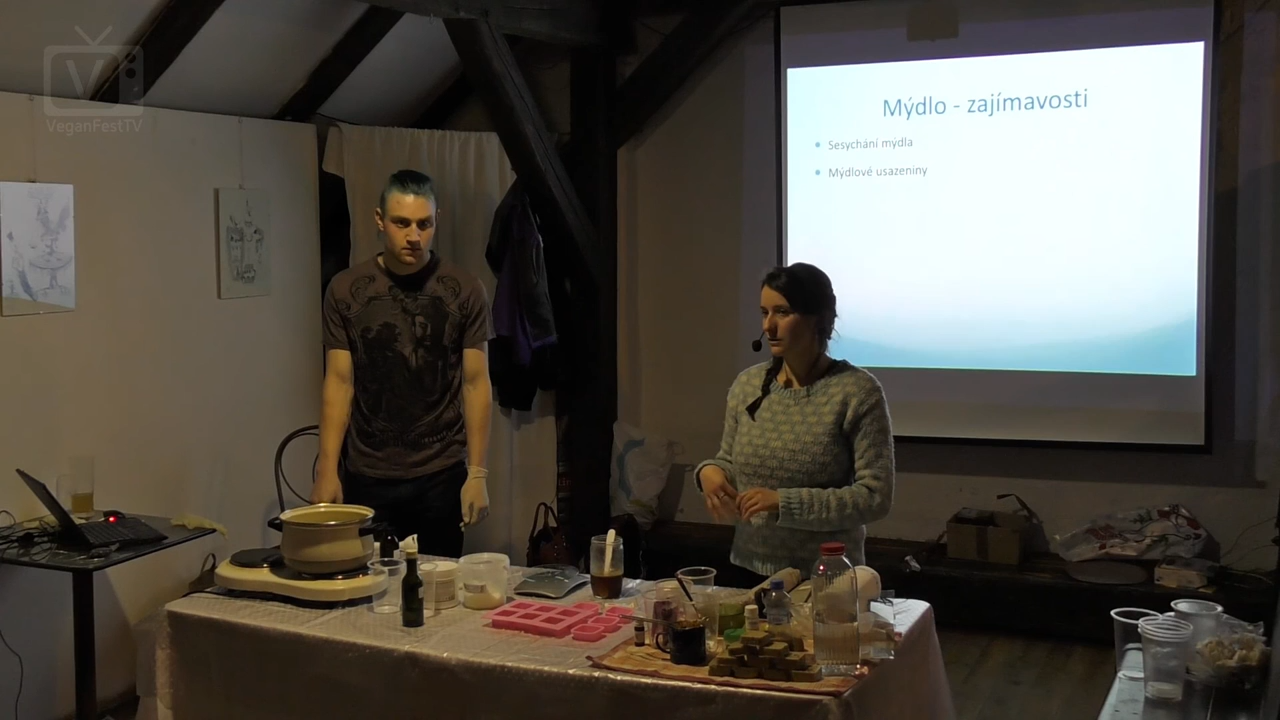 V
VeganFestTV
Mýdlo - zajímavosti
Sesychání mýdla
Mýdlové usazeniny